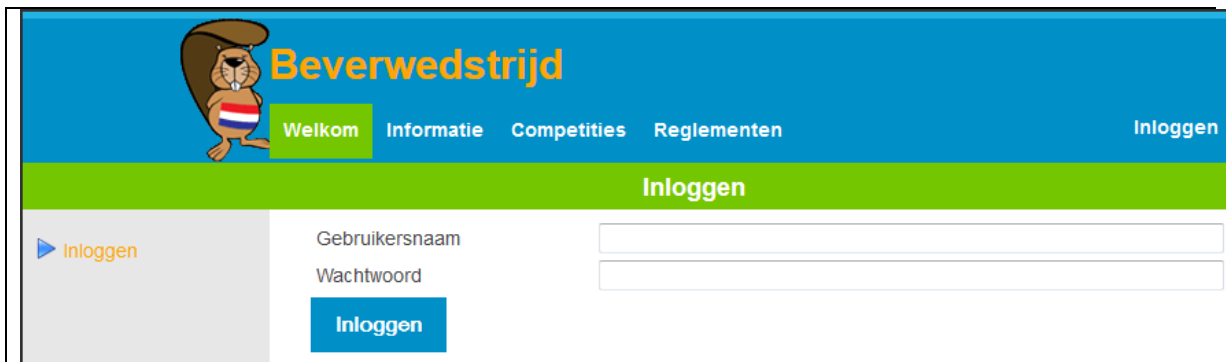 Beverwedstrijd
Welkom Informatie Competities Reglementen Inloggen
Inloggen
Inloggen
Gebruikersnaam
Wachtwoord
Inloggen